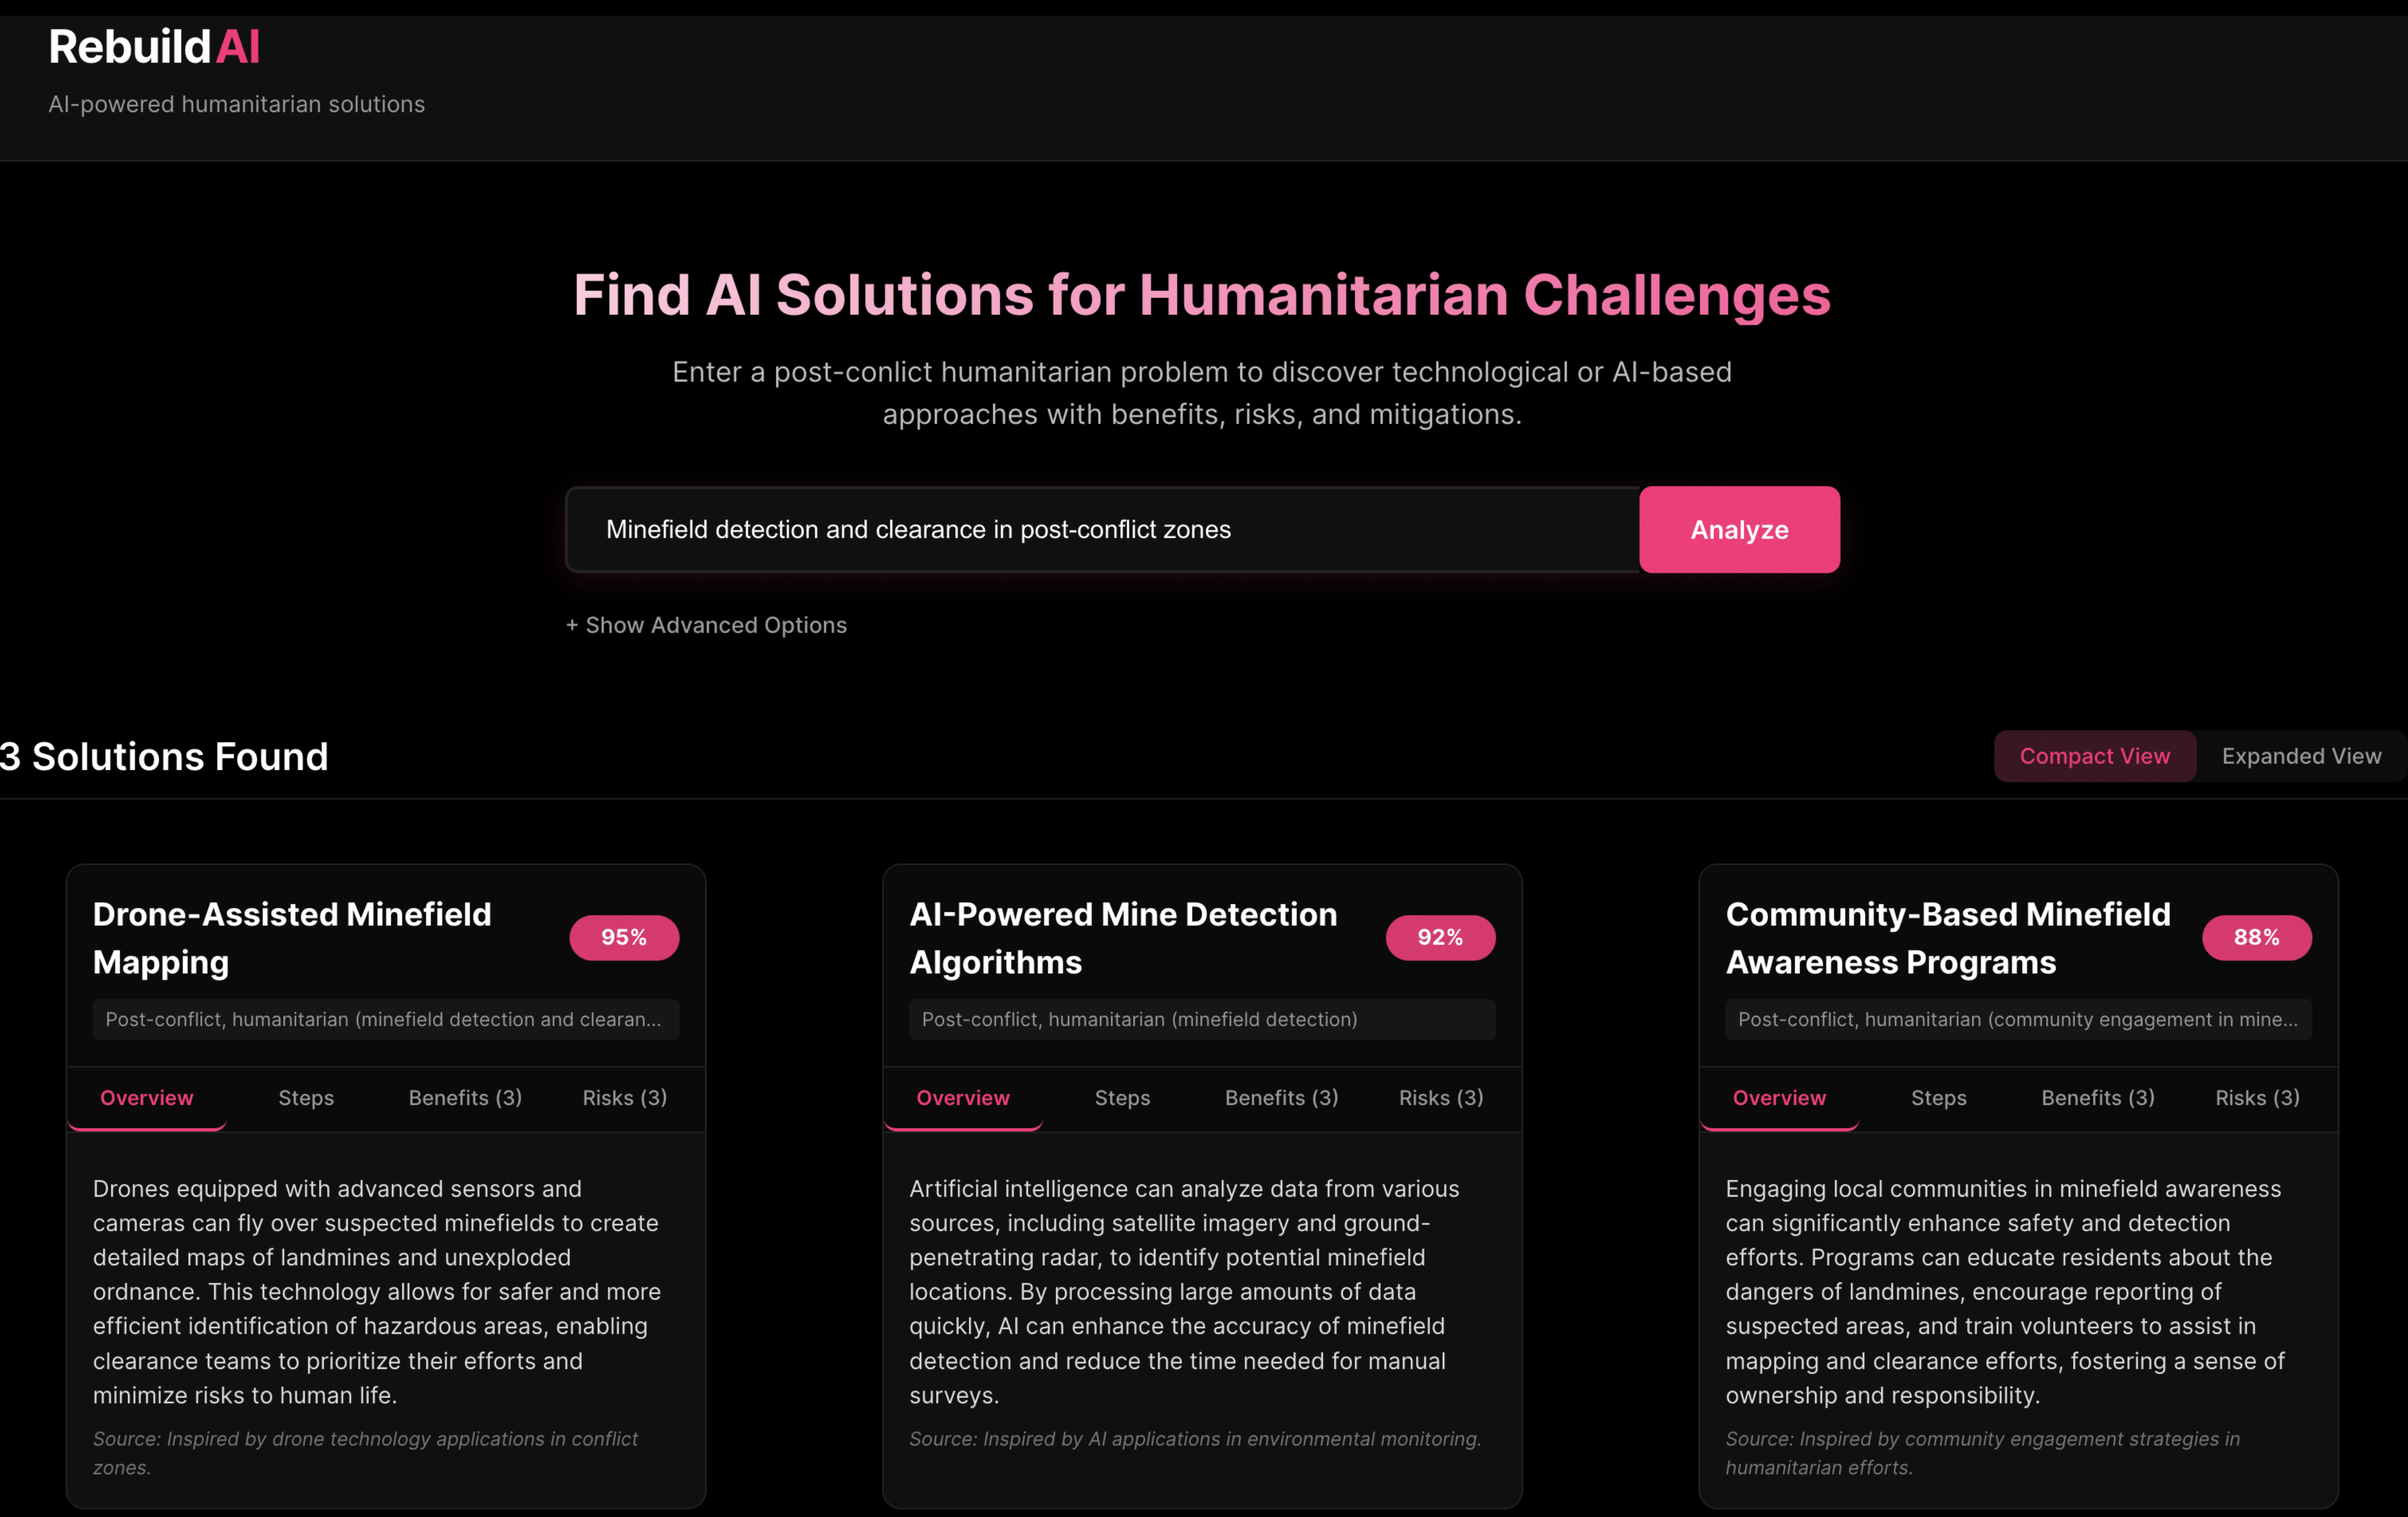 RebuildAI
AI-powered humanitarian solutions
Find AI Solutions for Humanitarian Challenges
Enter a post-conlict humanitarian problem to discover technological or AI-based
approaches with benefits, risks, and mitigations.
Minefield detection and clearance in post-conflict zones
Analyze
+ Show Advanced Options
3 Solutions Found
Compact View
Expanded View
Drone-Assisted Minefield
Mapping
95%
Post-conflict, humanitarian (minefield detection and clearan...
Overview
Steps
Benefits (3)
Risks (3)
Drones equipped with advanced sensors and
cameras can fly over suspected minefields to create
detailed maps of landmines and unexploded
ordnance. This technology allows for safer and more
efficient identification of hazardous areas, enabling
clearance teams to prioritize their efforts and
minimize risks to human life.
Source: Inspired by drone technology applications in conflict
zones.
AI-Powered Mine Detection
Algorithms
92%
Post-conflict, humanitarian (minefield detection)
Overview
Steps
Benefits (3)
Risks (3)
Artificial intelligence can analyze data from various
sources, including satellite imagery and ground-
penetrating radar, to identify potential minefield
locations. By processing large amounts of data
quickly, AI can enhance the accuracy of minefield
detection and reduce the time needed for manual
surveys.
Source: Inspired by AI applications in environmental monitoring.
Community-Based Minefield
Awareness Programs
88%
Post-conflict, humanitarian (community engagement in mine...
Overview
Steps
Benefits (3)
Risks (3)
Engaging local communities in minefield awareness
can significantly enhance safety and detection
efforts. Programs can educate residents about the
dangers of landmines, encourage reporting of
suspected areas, and train volunteers to assist in
mapping and clearance efforts, fostering a sense of
ownership and responsibility.
Source: Inspired by community engagement strategies in
humanitarian efforts.